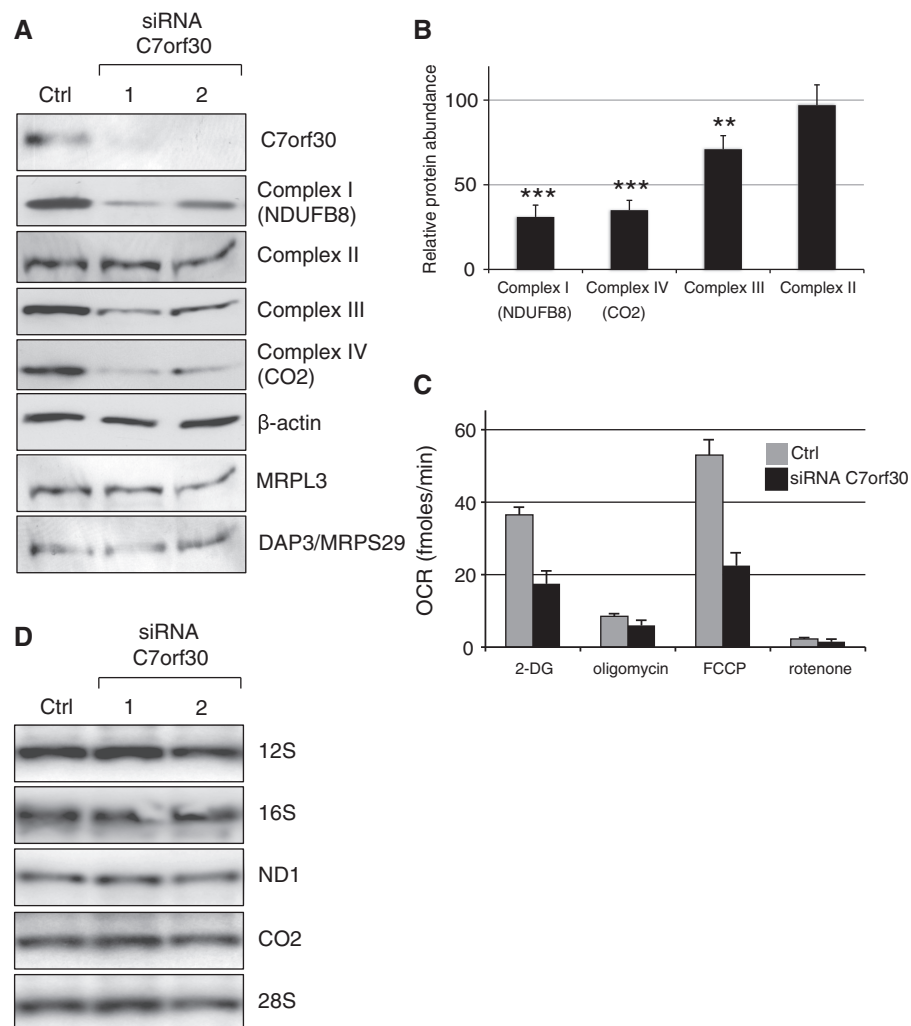 A
siRNA
C7orf30
Ctrl 1 2
C7orf30
Complex I
(NDUFB8)
Complex II
Complex III
Complex IV
(CO2)
β-actin
MRPL3
DAP3/MRPS29
B
Relative protein abundance
100
50
0
***
***
**
Complex I
(NDUFB8)
Complex IV
(CO2)
Complex III
Complex II
C
OCR (fmoles/min)
60
40
20
0
Ctrl
siRNA C7orf30
2-DG oligomycin FCCP rotenone
D
siRNA
C7orf30
Ctrl 1 2
12S
16S
ND1
CO2
28S